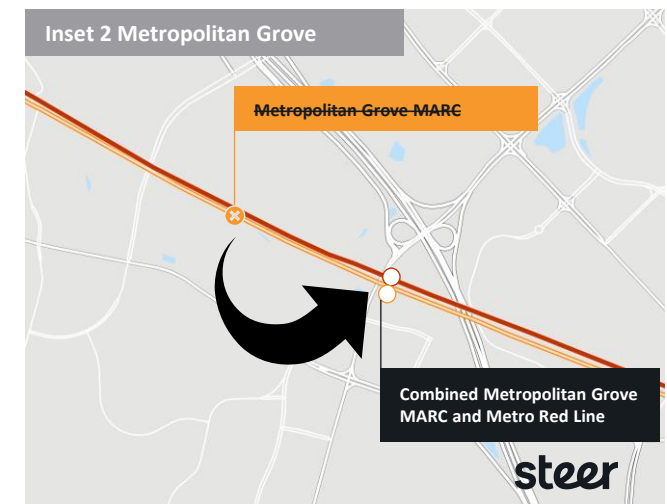 Inset 2 Metropolitan Grove
Metropolitan Grove MARC
Combined Metropolitan Grove
MARC and Metro Red Line
steer